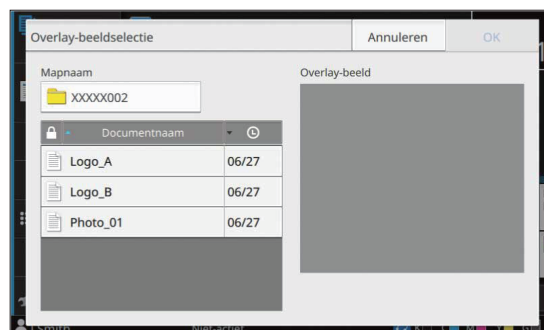 Overlay-beeldselectie
Annuleren
OK
Mapnaam
Overlay-beeld
XXXXX002
Documentnaam
Logo_A 06/27
Logo_B 06/27
Photo_01 06/27
J.Smith
Niet-actief